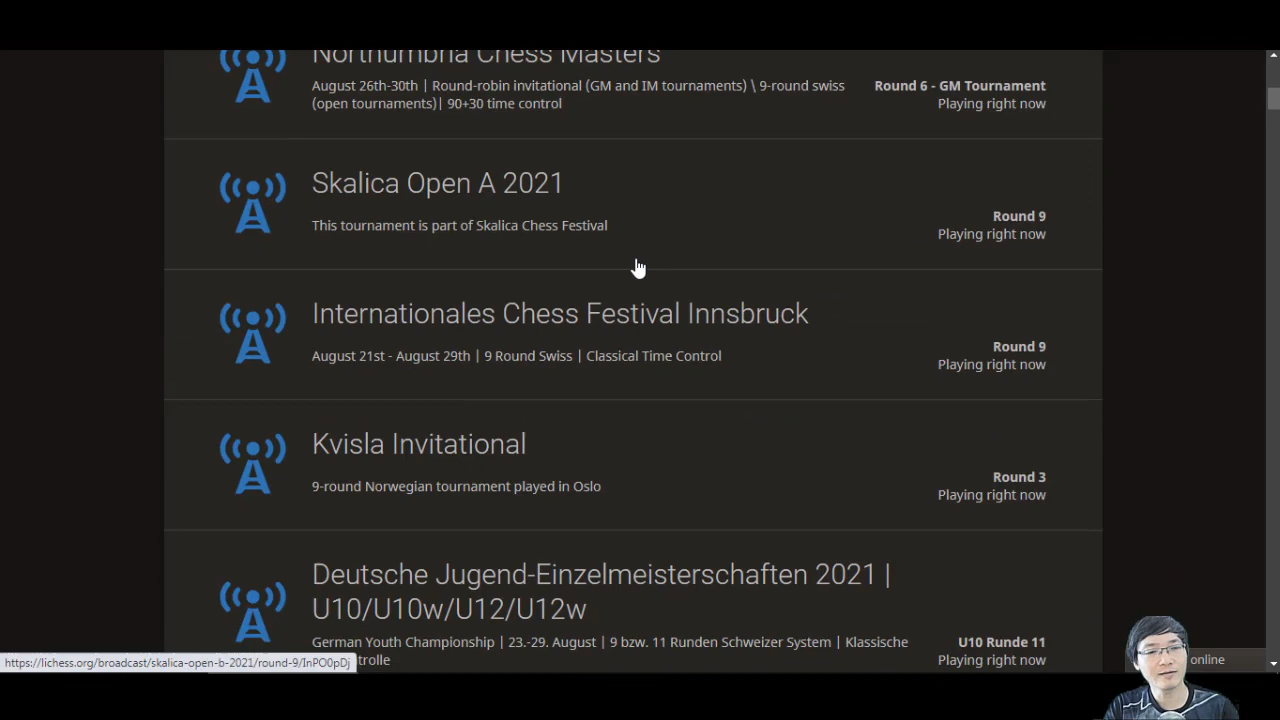 Northumbria Chess Masters
August 26th-30th | Round-robin invitational (GM and IM tournaments) \ 9-round swiss
(open tournaments)| 90+30 time control
Round 6 - GM Tournament
Playing right now
Skalica Open A 2021
This tournament is part of Skalica Chess Festival
Round 9
Playing right now
Internationales Chess Festival Innsbruck
August 21st - August 29th | 9 Round Swiss | Classical Time Control
Round 9
Playing right now
Kvisla Invitational
9-round Norwegian tournament played in Oslo
Round 3
Playing right now
Deutsche Jugend-Einzelmeisterschaften 2021 |
U10/U10w/U12/U12w
German Youth Championship | 23.-29. August | 9 bzw. 11 Runden Schweizer System | Klassische
trolle
U10 Runde 11
Playing right now
https://lichess.org/broadcast/skalica-open-b-2021/round-9/InPO0pDj
online